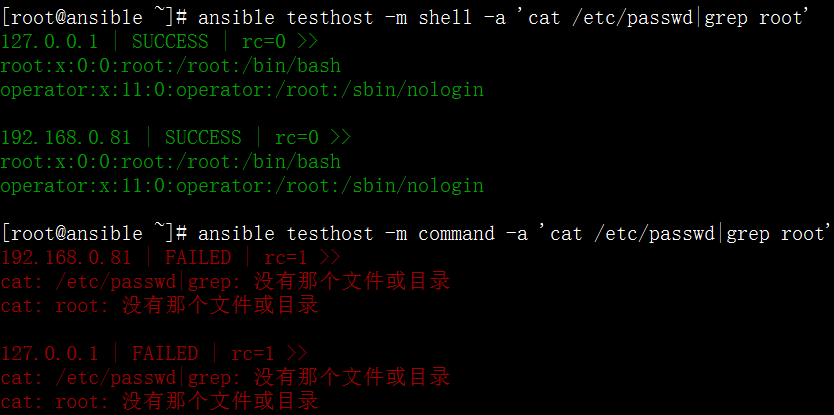 [root@ansible ~]# ansible testhost -m shell -a 'cat /etc/passwd|grep root'
127.0.0.1 | SUCCESS | rc=0 >>
root:x:0:0:root:/root:/bin/bash
operator:x:11:0:operator:/root:/sbin/nologin
192.168.0.81 | SUCCESS | rc=0 >>
root:x:0:0:root:/root:/bin/bash
operator:x:11:0:operator:/root:/sbin/nologin
[root@ansible ~]# ansible testhost -m command -a 'cat /etc/passwd|grep root'
192.168.0.81 | FAILED | rc=1 >>
cat: /etc/passwd|grep: 没有那个文件或目录
cat: root: 没有那个文件或目录
127.0.0.1 | FAILED | rc=1 >>
cat: /etc/passwd|grep: 没有那个文件或目录
cat: root: 没有那个文件或目录